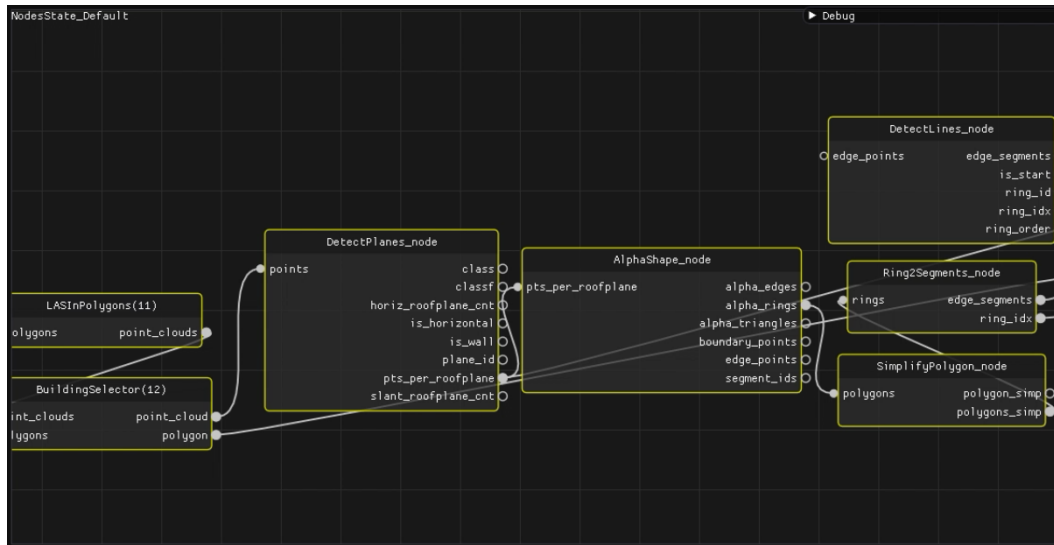 NodesState_Default
▶ Debug
DetectLines_node
edge_points edge_segments
is_start
ring_id
ring_idx
ring_order
DetectPlanes_node
points class
classf
horiz_roofplane_cnt
is_horizontal
is_wall
plane_id
pts_per_roofplane
slant_roofplane_cnt
AlphaShape_node
pts_per_roofplane alpha_edges
alpha_rings
alpha_triangles
boundary_points
edge_points
segment_ids
Ring2Segments_node
rings edge_segments
ring_idx
LASInPolygons(11)
olygons point_clouds
SimplifyPolygon_node
polygons polygon_simp
polygons_simp
BuildingSelector(12)
int_clouds point_cloud
lygons polygon